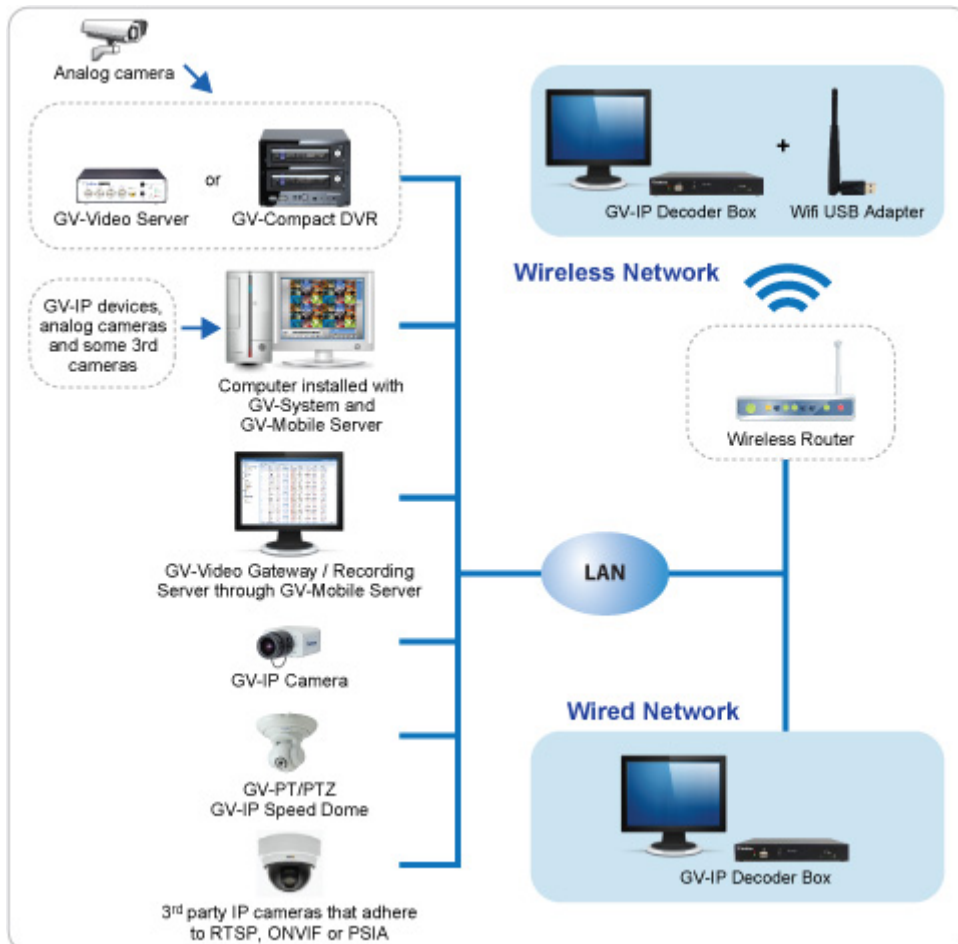 Analog camera
GV-Video Server
or
GV-Compact DVR
GV-IP devices,
analog cameras
and some 3rd
cameras
Computer installed with
GV-System and
GV-Mobile Server
GV-Video Gateway / Recording
Server through GV-Mobile Server
GV-IP Camera
GV-PT/PTZ
GV-IP Speed Dome
3rd party IP cameras that adhere
to RTSP, ONVIF or PSIA
LAN
+
GV-IP Decoder Box
Wifi USB Adapter
Wireless Network
Wireless Router
Wired Network
GV-IP Decoder Box